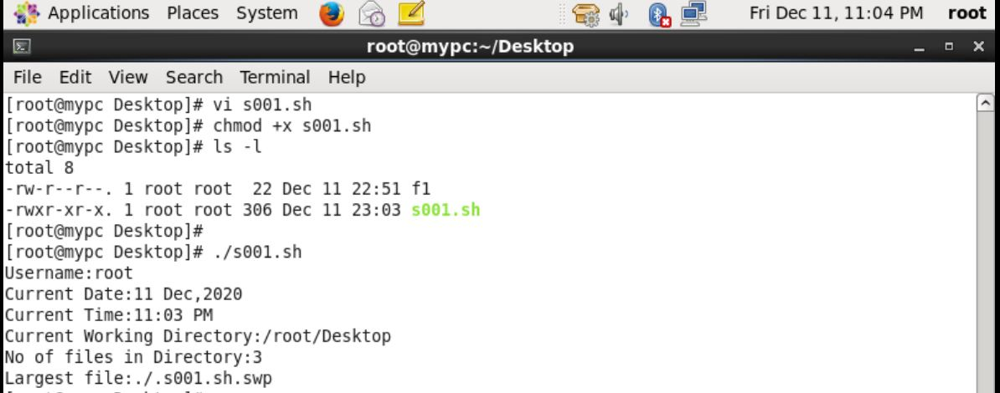 Applications Places System Fri Dec 11, 11:04 PM root
root@mypc:~/Desktop
File Edit View Search Terminal Help
[root@mypc Desktop]# vi s001.sh
[root@mypc Desktop]# chmod +x s001.sh
[root@mypc Desktop]# ls -l
total 8
-rw-r--r--. 1 root root  22 Dec 11 22:51 f1
-rwxr-xr-x. 1 root root 306 Dec 11 23:03 s001.sh
[root@mypc Desktop]#
[root@mypc Desktop]# ./s001.sh
Username:root
Current Date:11 Dec,2020
Current Time:11:03 PM
Current Working Directory:/root/Desktop
No of files in Directory:3
Largest file:./.s001.sh.swp